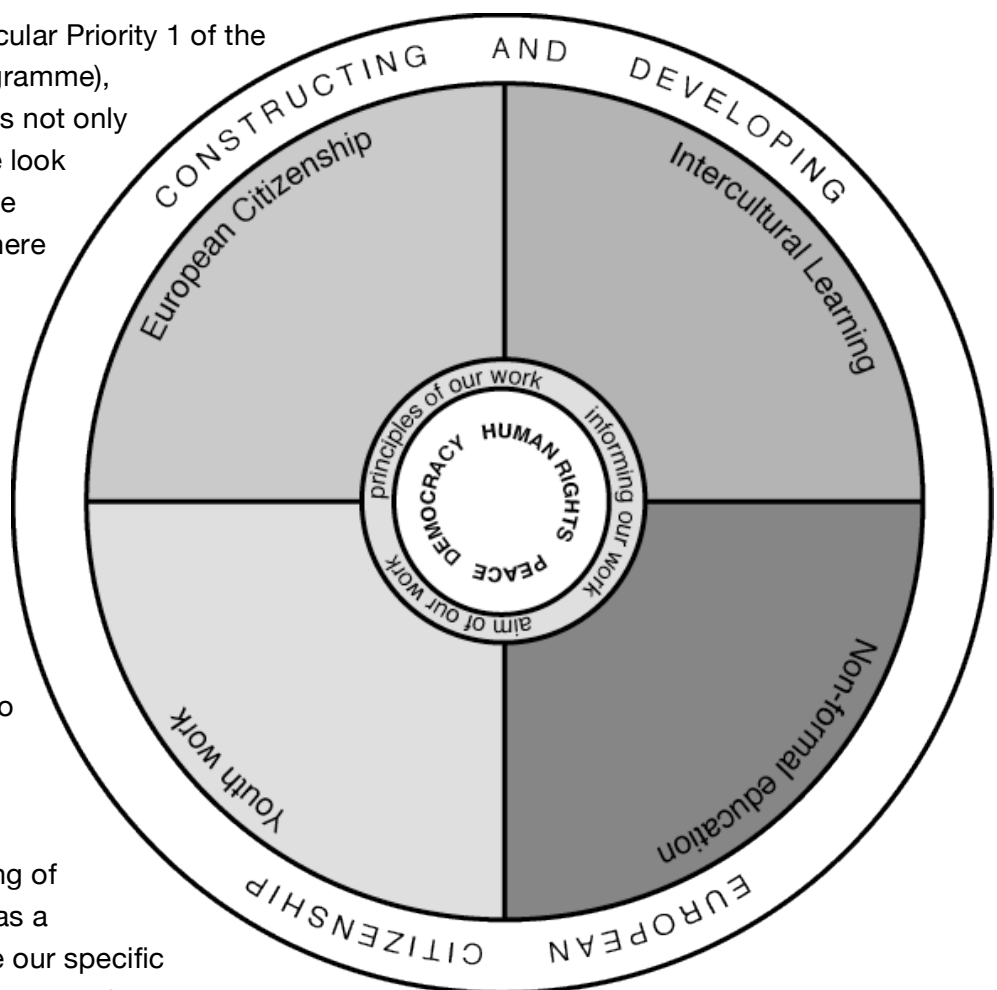 cular Priority 1 of the
gramme),
s not only
e look
e
here
o
ng of
as a
e our specific
CONSTRUCTING AND DEVELOPING
EUROPEAN CITIZENSHIP
European Citizenship
Intercultural Learning
Non-formal education
Youth work
principles of our work
informing our work
aim of our work
HUMAN RIGHTS
PEACE
DEMOCRACY